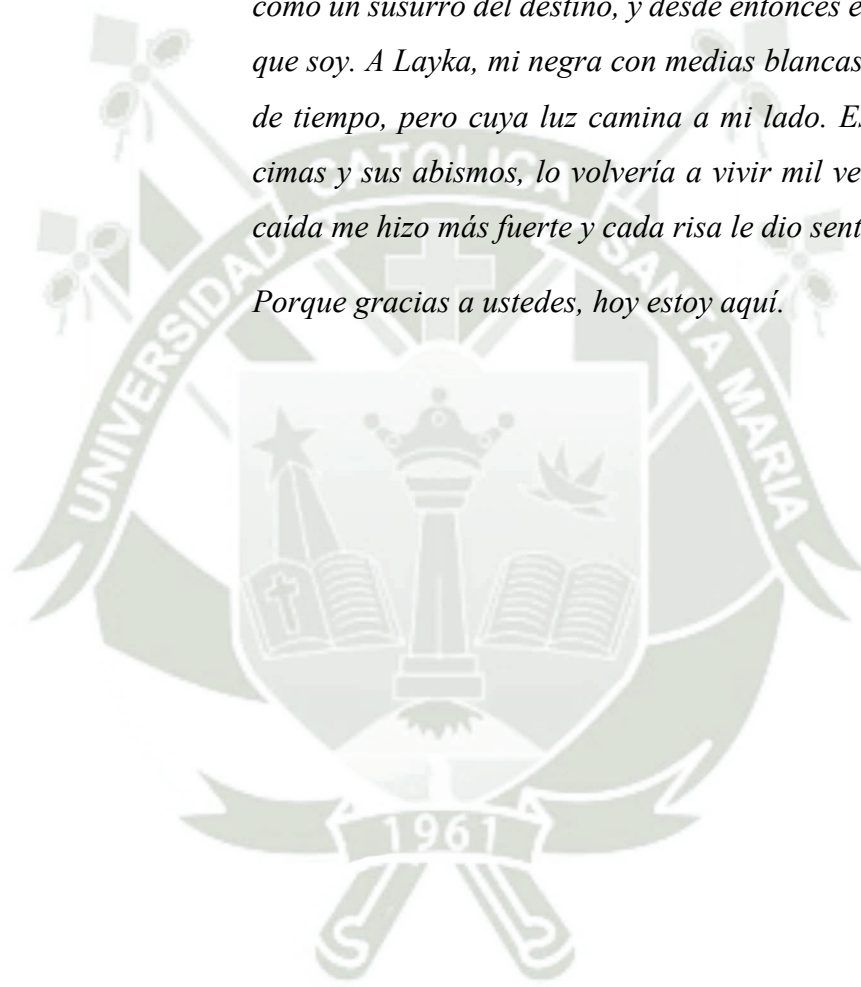 como un susurro del destino, y desde entonces e
que soy. A Layka, mi negra con medias blancas
de tiempo, pero cuya luz camina a mi lado. Es
cimas y sus abismos, lo volvería a vivir mil ve
caída me hizo más fuerte y cada risa le dio sent
Porque gracias a ustedes, hoy estoy aquí.
UNIVERSIDAD CATOLICA SANTA MARIA
1961